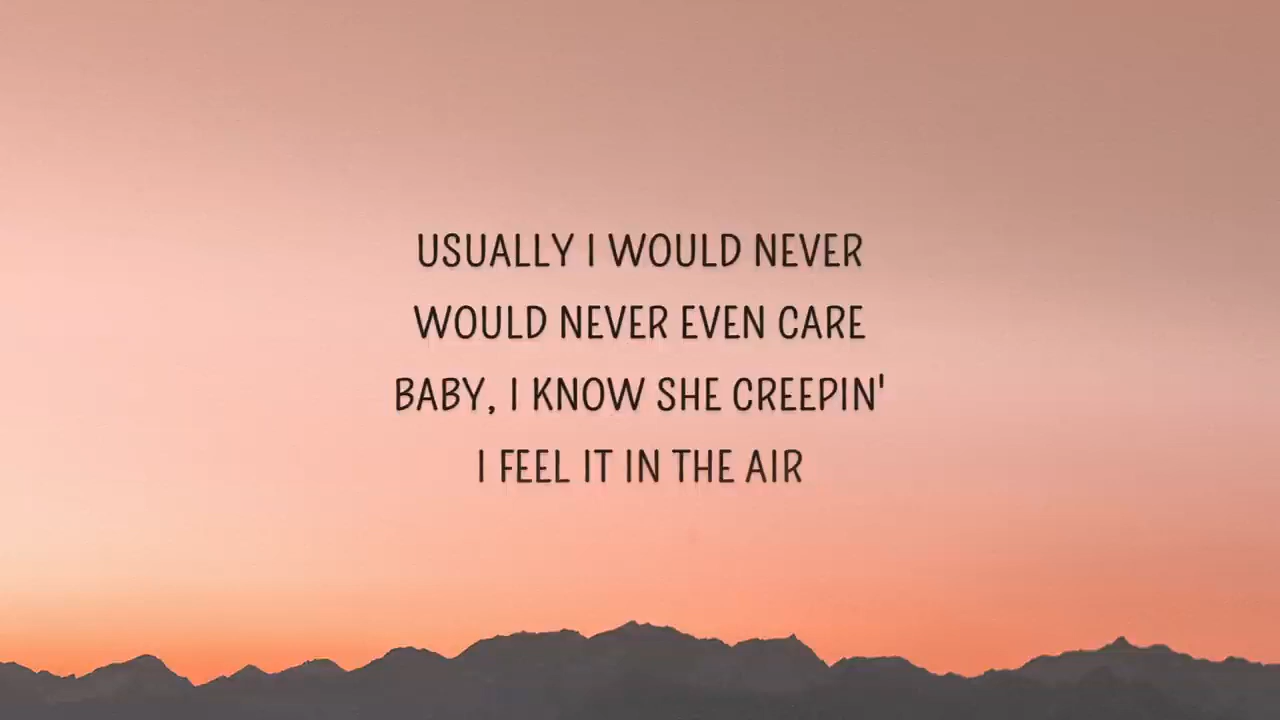 USUALLY I WOULD NEVER
WOULD NEVER EVEN CARE
BABY, I KNOW SHE CREEPIN'
I FEEL IT IN THE AIR